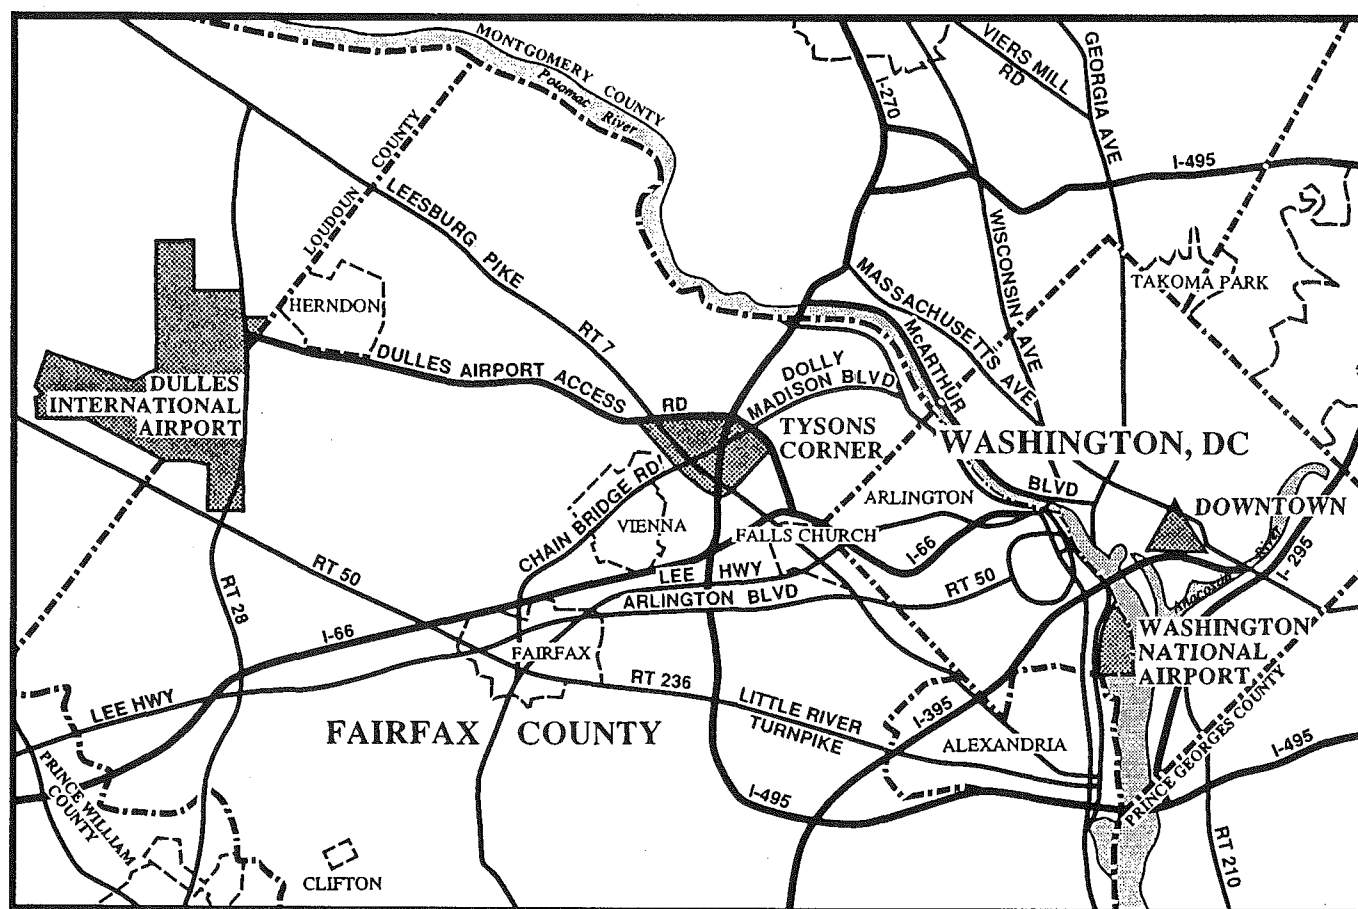 MONTGOMERY COUNTY
Potomac River
I-270
VIERS MILL
RD
GEORGIA AVE
I-495
LOUDOUN COUNTY
LEESBURG PIKE
RT 7
WISCONSIN AVE
MASSACHUSETTS AVE
McARTHUR
BLVD
TAKOMA PARK
HERNDON
DULLES AIRPORT ACCESS
RD
DULLES
INTERNATIONAL
AIRPORT
DOLLY
MADISON BLVD
TYSONS
CORNER
WASHINGTON, DC
CHAIN BRIDGE RD
VIENNA
ARLINGTON
FALLS CHURCH
DOWNTOWN
I-66
LEE HWY
RT 50
ARLINGTON BLVD
Anacostia River
I-295
RT 50
RT 28
I-66
FAIRFAX
RT 236
LEE HWY
LITTLE RIVER
TURNPIKE
I-395
WASHINGTON
NATIONAL
AIRPORT
FAIRFAX COUNTY
ALEXANDRIA
PRINCE GEORGES COUNTY
I-495
I-495
PRINCE WILLIAM
COUNTY
CLIFTON
RT 210